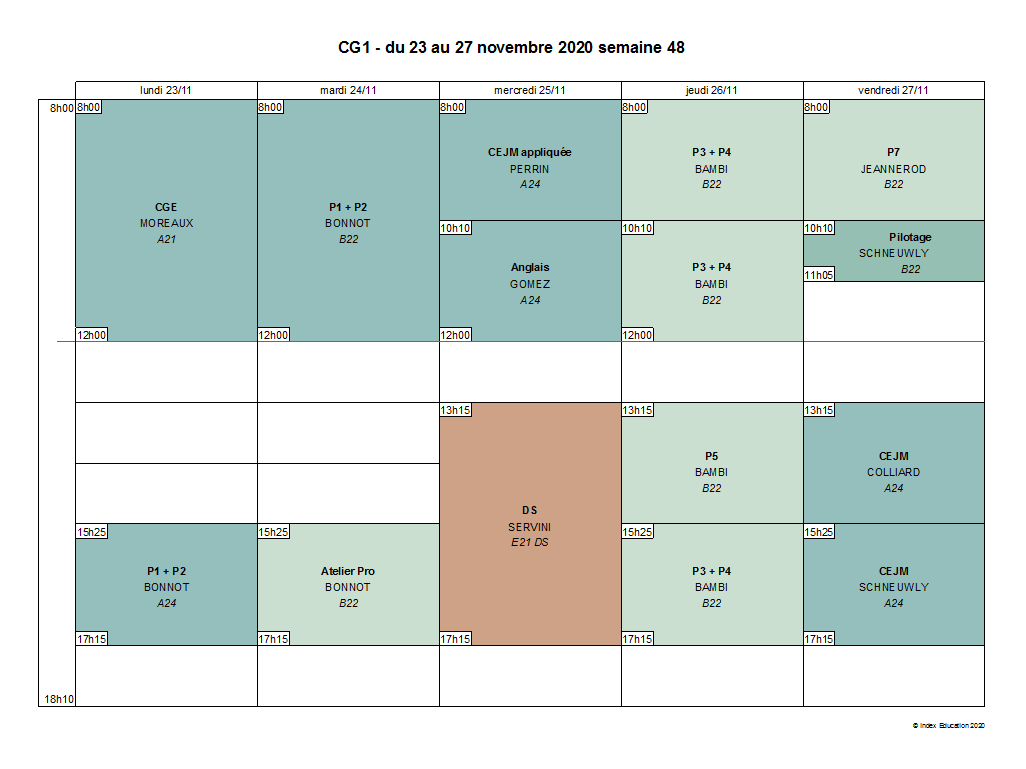 CG1 - du 23 au 27 novembre 2020 semaine 48
lundi 23/11
mardi 24/11
mercredi 25/11
jeudi 26/11
vendredi 27/11
8h00
8h00
CGE
MOREAUX
A21
12h00
15h25
P1 + P2
BONNOT
A24
17h15
8h00
P1 + P2
BONNOT
B22
12h00
15h25
Atelier Pro
BONNOT
B22
17h15
8h00
CEJM appliquée
PERRIN
A24
10h10
Anglais
GOMEZ
A24
12h00
13h15
DS
SERVINI
E21 DS
17h15
8h00
P3 + P4
BAMBI
B22
10h10
P3 + P4
BAMBI
B22
12h00
13h15
P5
BAMBI
B22
15h25
P3 + P4
BAMBI
B22
17h15
8h00
P7
JEANNEROD
B22
10h10
Pilotage
SCHNEUWLY
B22
11h05
13h15
CEJM
COLLIARD
A24
15h25
CEJM
SCHNEUWLY
A24
17h15
18h10
© Index Education 2020